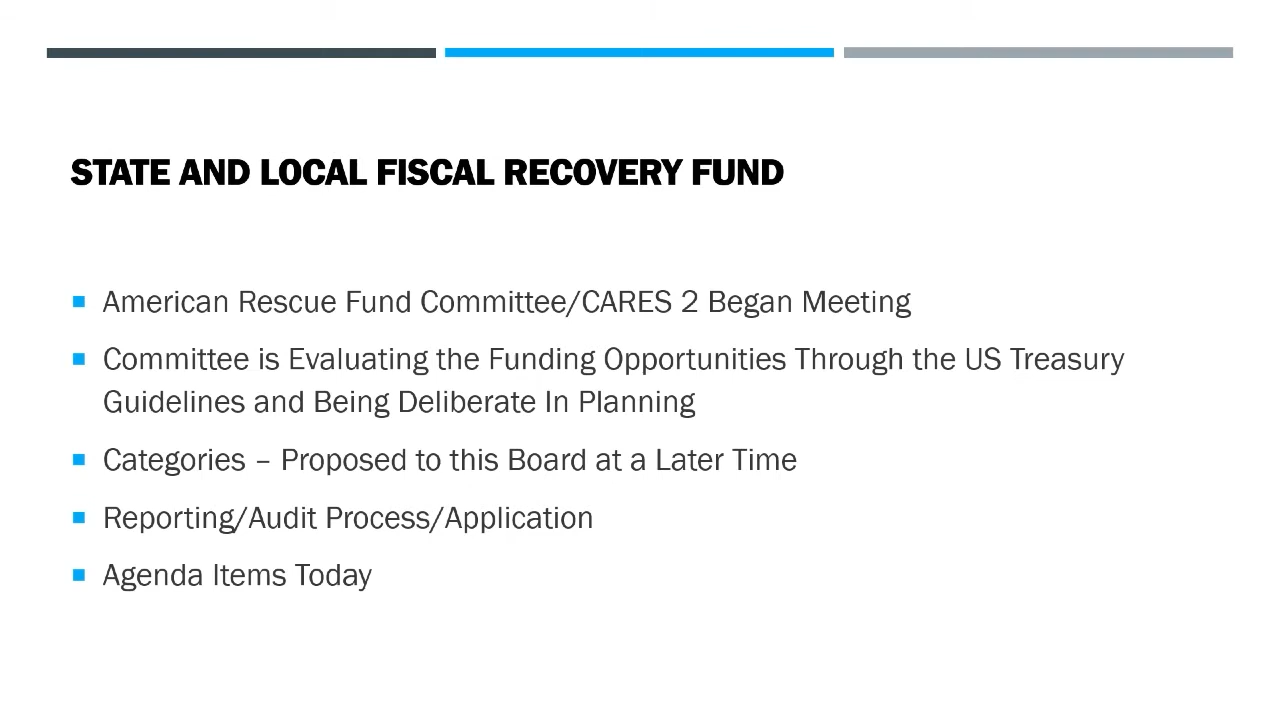 STATE AND LOCAL FISCAL RECOVERY FUND
American Rescue Fund Committee/CARES 2 Began Meeting
Committee is Evaluating the Funding Opportunities Through the US Treasury
Guidelines and Being Deliberate In Planning
Categories – Proposed to this Board at a Later Time
Reporting/Audit Process/Application
Agenda Items Today